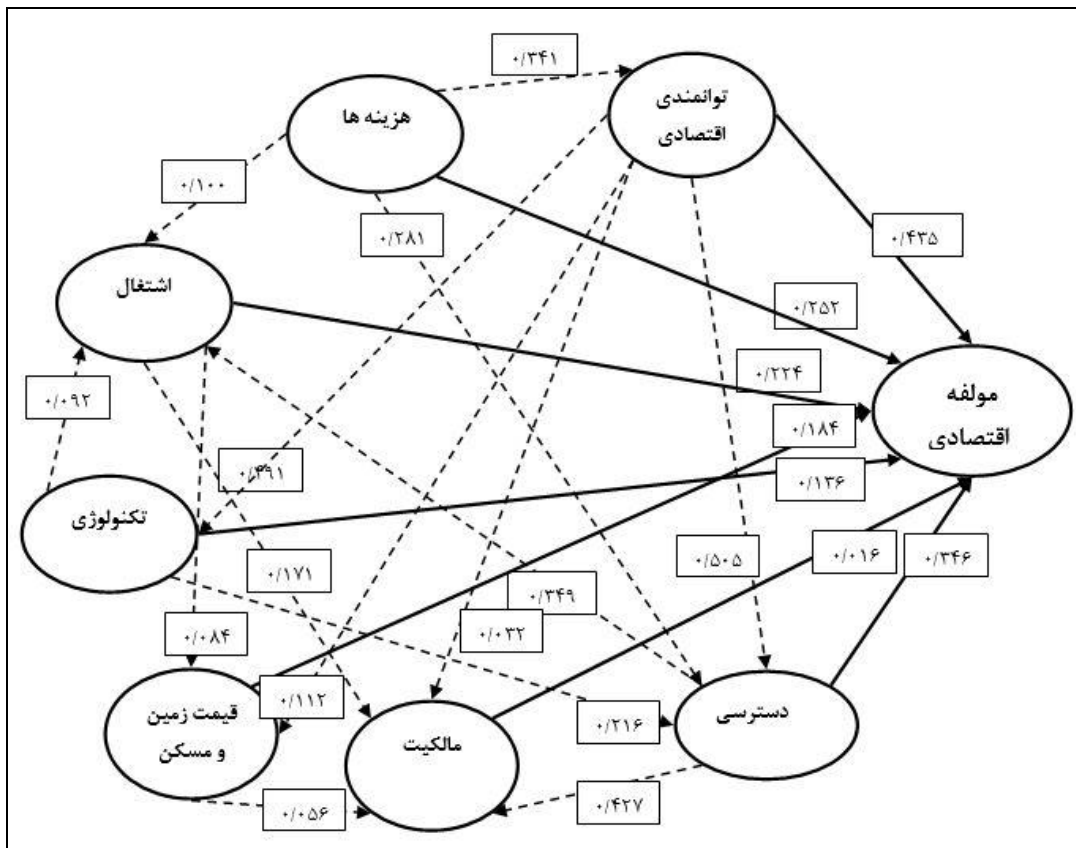 ۰/۳۴۱
توانمندی
اقتصادی
هزینه ها
۰/۱۰۰
۰/۲۸۱
۰/۴۳۵
اشتغال
۰/۲۵۲
۰/۲۲۴
مولفه
اقتصادی
۰/۰۹۲
۰/۱۸۴
۰/۱۳۶
۰/۴۹۱
تکنولوژی
۰/۰۱۶
۰/۳۴۶
۰/۵۰۵
۰/۱۷۱
۰/۳۴۹
۰/۰۳۲
۰/۰۸۴
قیمت زمین
و مسکن
۰/۱۱۲
مالکیت
۰/۲۱۶
دسترسی
۰/۰۵۶
۰/۴۲۷